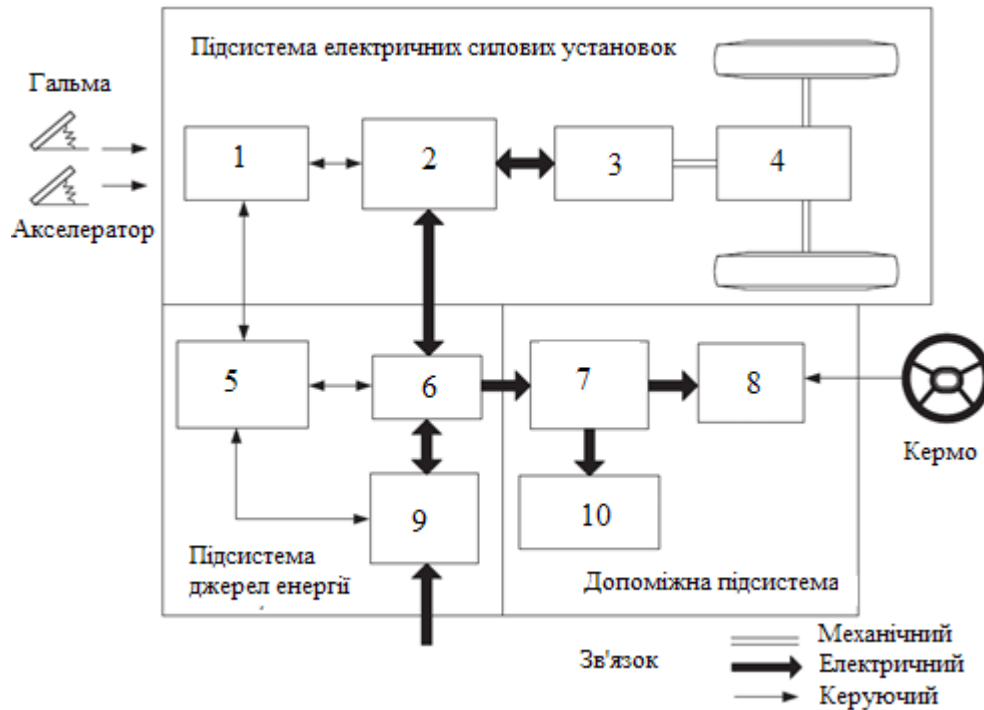 Підсистема електричних силових установок
Гальма
1
2
3
4
Акселератор
5
6
7
8
Кермо
9
10
Підсистема
джерел енергії
Допоміжна підсистема
Зв'язок
Механічний
Електричний
Керуючий